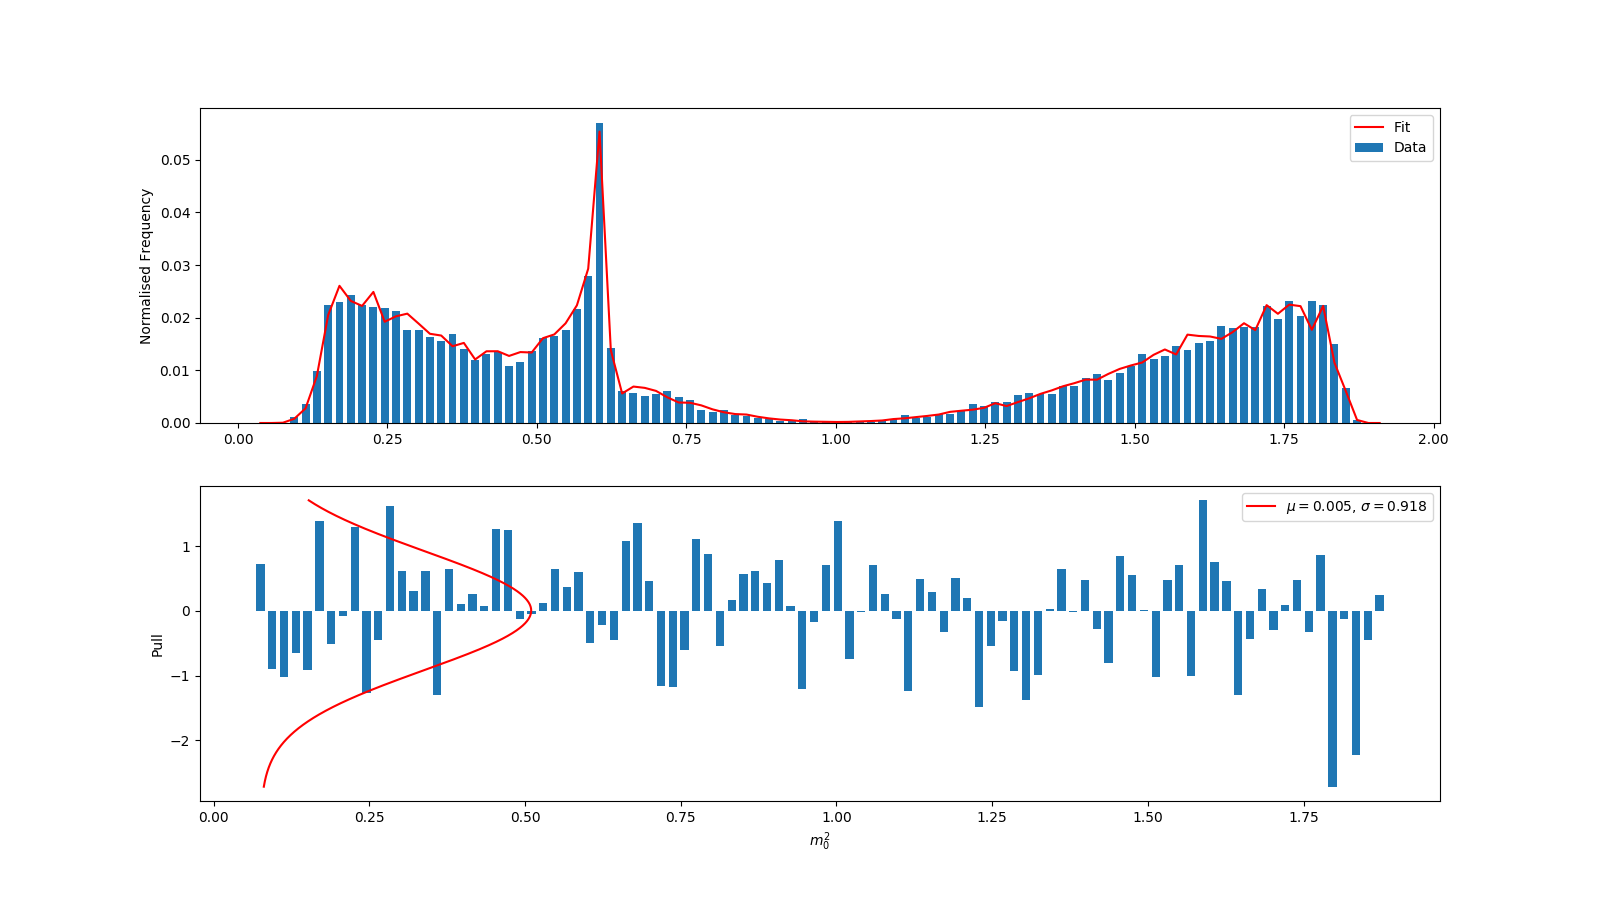 Normalised Frequency
0.05
0.04
0.03
0.02
0.01
0.00
0.00 0.25 0.50 0.75 1.00 1.25 1.50 1.75 2.00
Fit
Data
Pull
1
0
−1
−2
0.00 0.25 0.50 0.75 1.00 1.25 1.50 1.75
μ = 0.005, σ = 0.918
m₀²